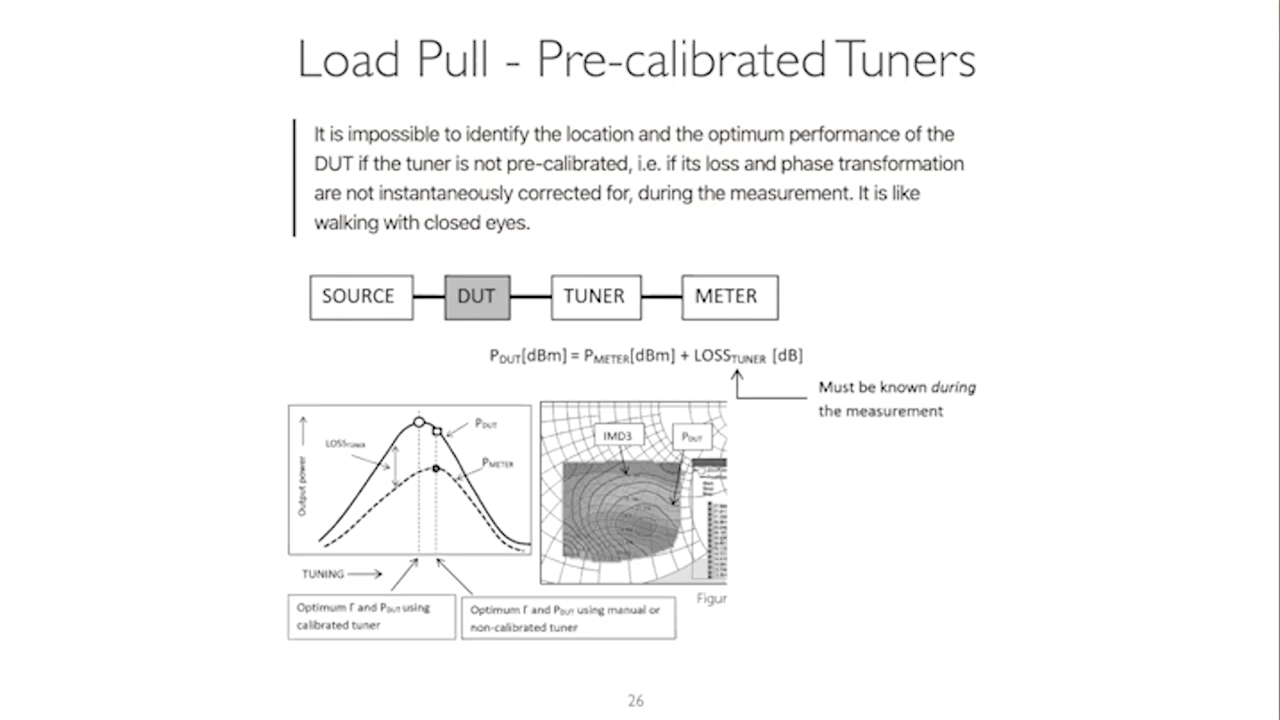 Load Pull - Pre-calibrated Tuners
It is impossible to identify the location and the optimum performance of the
DUT if the tuner is not pre-calibrated, i.e. if its loss and phase transformation
are not instantaneously corrected for, during the measurement. It is like
walking with closed eyes.
SOURCE
DUT
TUNER
METER
PDUT[dBm] = PMETER[dBm] + LOSSTUNER [dB]
Must be known during
the measurement
Output power
LOSSTUNER
PDUT
PMETER
TUNING
Optimum Γ and PDUT using
calibrated tuner
Optimum Γ and PDUT using manual or
non-calibrated tuner
IMD3
PDUT
Figur
26